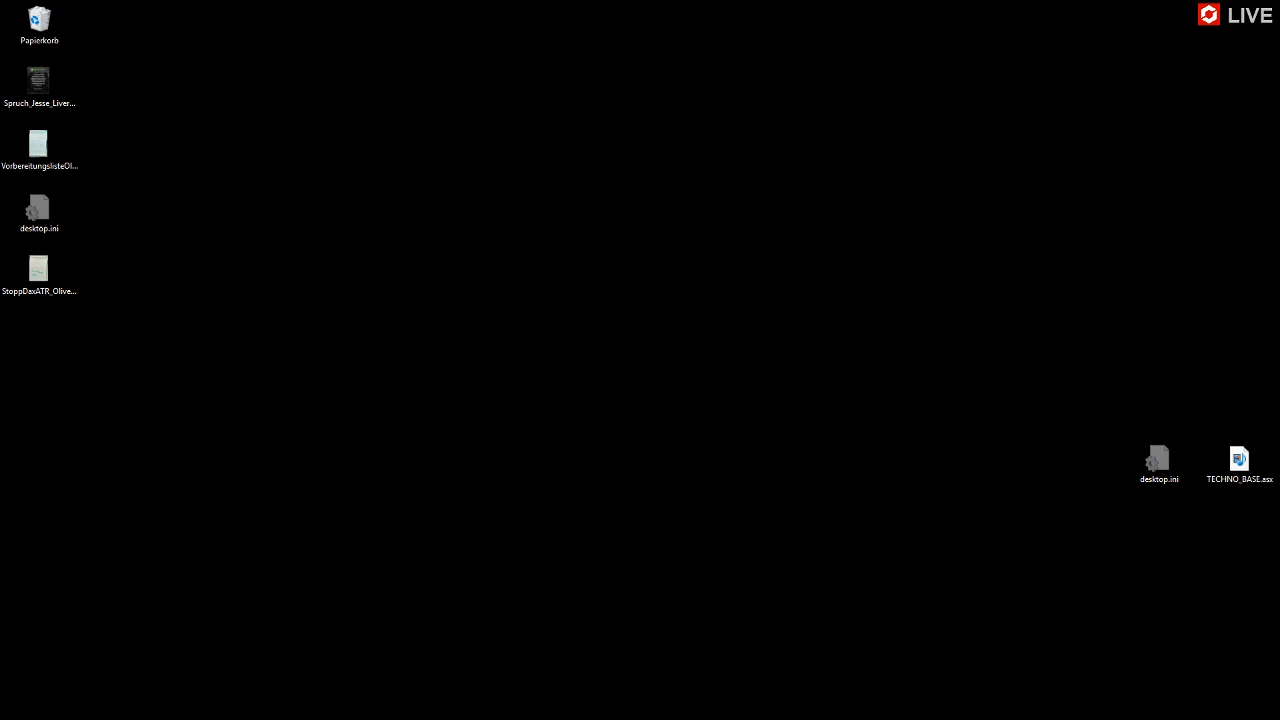 LIVE
Papierkorb
Spruch_Jesse_Liver...
VorbereitungslisteOl...
desktop.ini
StoppDaxATR_Olive...
desktop.ini
TECHNO_BASE.asx